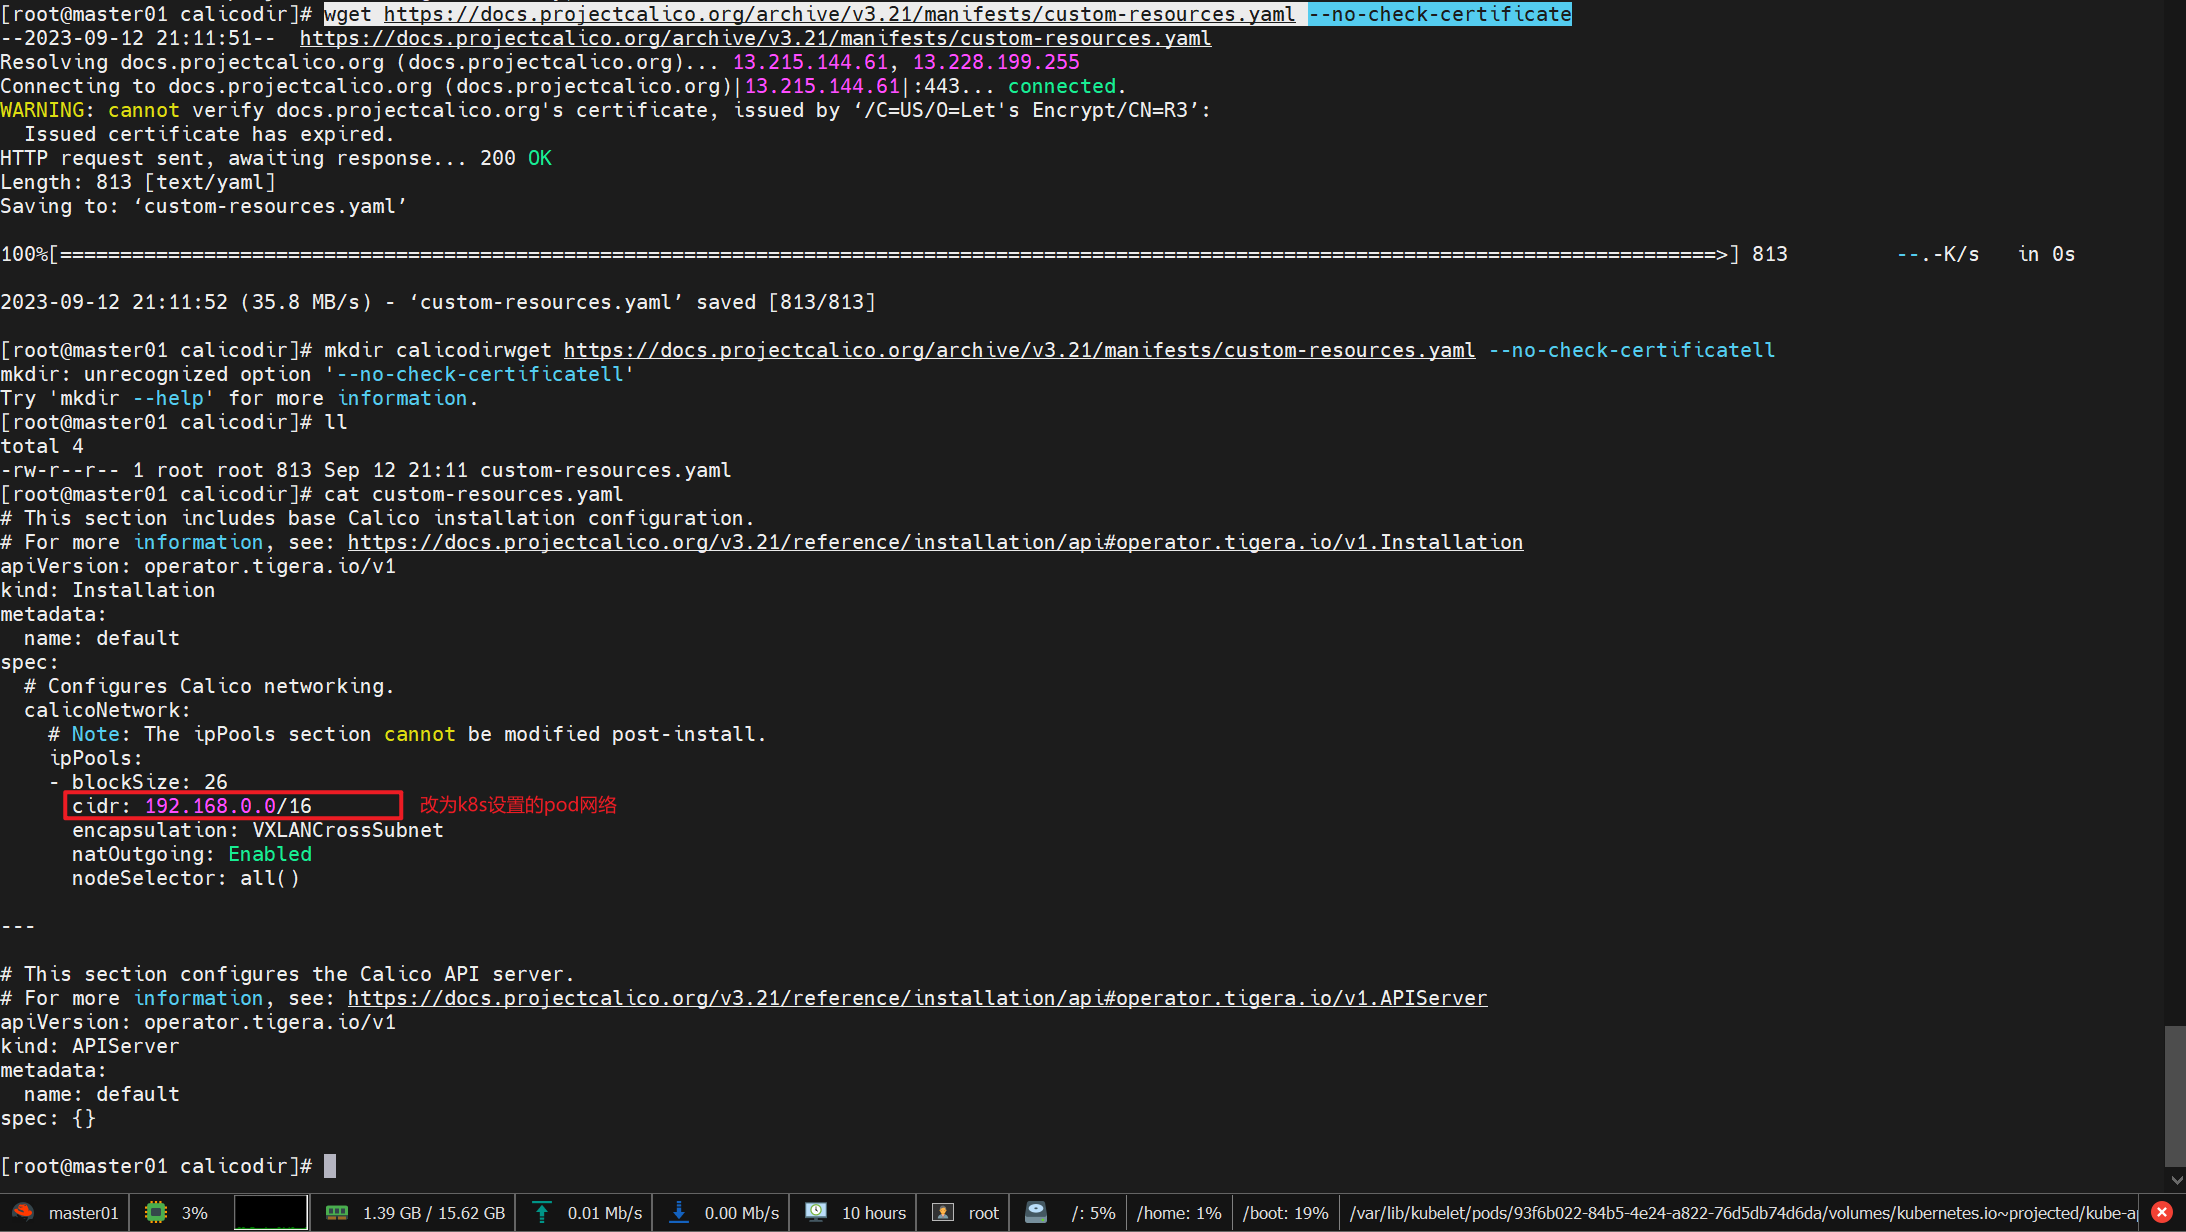 [root@master01 calicodir]# wget https://docs.projectcalico.org/archive/v3.21/manifests/custom-resources.yaml --no-check-certificate
--2023-09-12 21:11:51--  https://docs.projectcalico.org/archive/v3.21/manifests/custom-resources.yaml
Resolving docs.projectcalico.org (docs.projectcalico.org)... 13.215.144.61, 13.228.199.255
Connecting to docs.projectcalico.org (docs.projectcalico.org)|13.215.144.61|:443... connected.
WARNING: cannot verify docs.projectcalico.org's certificate, issued by ‘/C=US/O=Let's Encrypt/CN=R3’:
  Issued certificate has expired.
HTTP request sent, awaiting response... 200 OK
Length: 813 [text/yaml]
Saving to: ‘custom-resources.yaml’
100%[==========================================================================================================================================>] 813         --.-K/s   in 0s
2023-09-12 21:11:52 (35.8 MB/s) - ‘custom-resources.yaml’ saved [813/813]
[root@master01 calicodir]# mkdir calicodirwget https://docs.projectcalico.org/archive/v3.21/manifests/custom-resources.yaml --no-check-certificatell
mkdir: unrecognized option '--no-check-certificatell'
Try 'mkdir --help' for more information.
[root@master01 calicodir]# ll
total 4
-rw-r--r-- 1 root root 813 Sep 12 21:11 custom-resources.yaml
[root@master01 calicodir]# cat custom-resources.yaml
# This section includes base Calico installation configuration.
# For more information, see: https://docs.projectcalico.org/v3.21/reference/installation/api#operator.tigera.io/v1.Installation
apiVersion: operator.tigera.io/v1
kind: Installation
metadata:
  name: default
spec:
  # Configures Calico networking.
  calicoNetwork:
    # Note: The ipPools section cannot be modified post-install.
    ipPools:
    - blockSize: 26
      cidr: 192.168.0.0/16 改为k8s设置的pod网络
      encapsulation: VXLANCrossSubnet
      natOutgoing: Enabled
      nodeSelector: all()
---
# This section configures the Calico API server.
# For more information, see: https://docs.projectcalico.org/v3.21/reference/installation/api#operator.tigera.io/v1.APIServer
apiVersion: operator.tigera.io/v1
kind: APIServer
metadata:
  name: default
spec: {}
[root@master01 calicodir]#
master01 3% 1.39 GB / 15.62 GB 0.01 Mb/s 0.00 Mb/s 10 hours root /: 5% /home: 1% /boot: 19% /var/lib/kubelet/pods/93f6b022-84b5-4e24-a822-76d5db74d6da/volumes/kubernetes.io~projected/kube-a